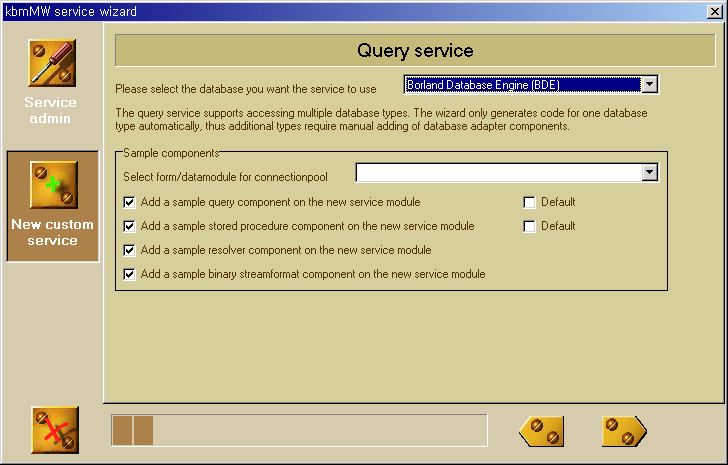 kbmMW service wizard
Query service
Service
admin
New custom
service
Please select the database you want the service to use
Borland Database Engine (BDE)
The query service supports accessing multiple database types. The wizard only generates code for one database
type automatically, thus additional types require manual adding of database adapter components.
Sample components
Select form/datamodule for connectionpool
Add a sample query component on the new service module
Default
Add a sample stored procedure component on the new service module
Default
Add a sample resolver component on the new service module
Add a sample binary streamformat component on the new service module